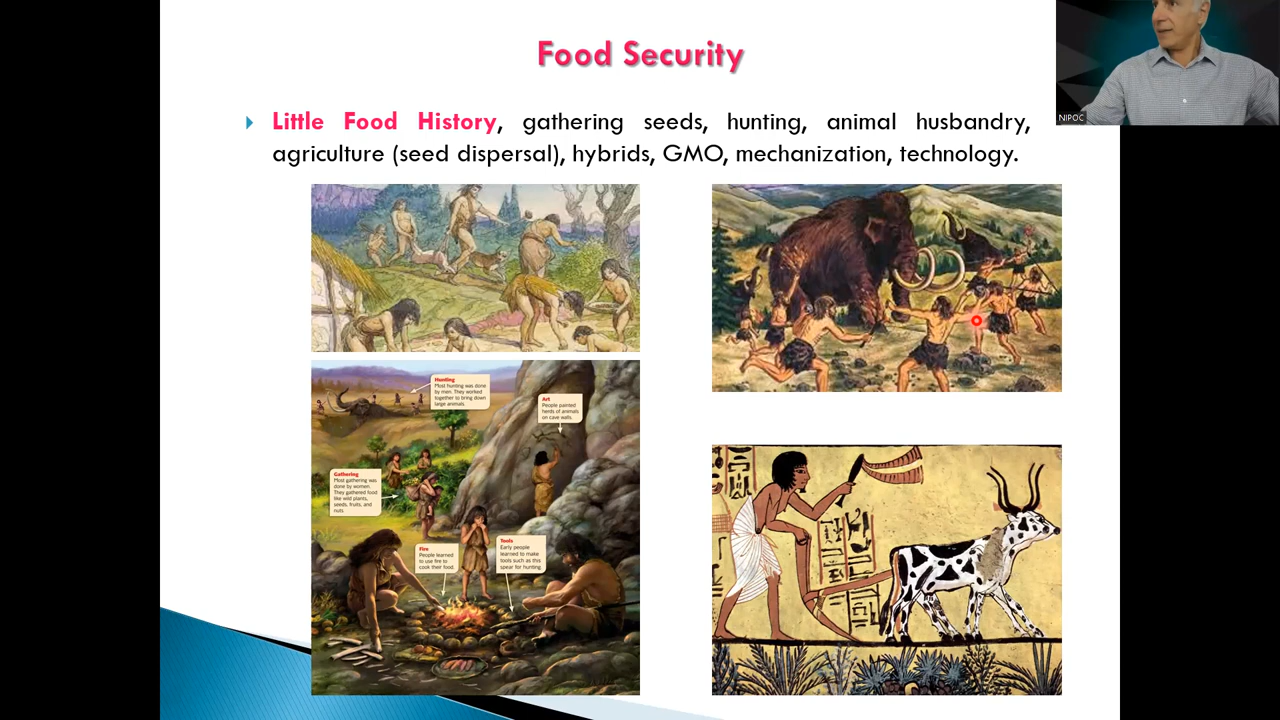 Food Security
NIPOC
Little Food History, gathering seeds, hunting, animal husbandry,
agriculture (seed dispersal), hybrids, GMO, mechanization, technology.
Hunting
Most hunting was done
by men. They worked
together to bring down
large animals.
Art
People painted
herds of animals
on cave walls.
Gathering
Most gathering was
done by women.
They gathered food
like wild plants,
seeds, fruits, and
nuts.
Fire
People learned
to use fire to
cook their food.
Tools
Early people
learned to make
tools such as this
spear for hunting